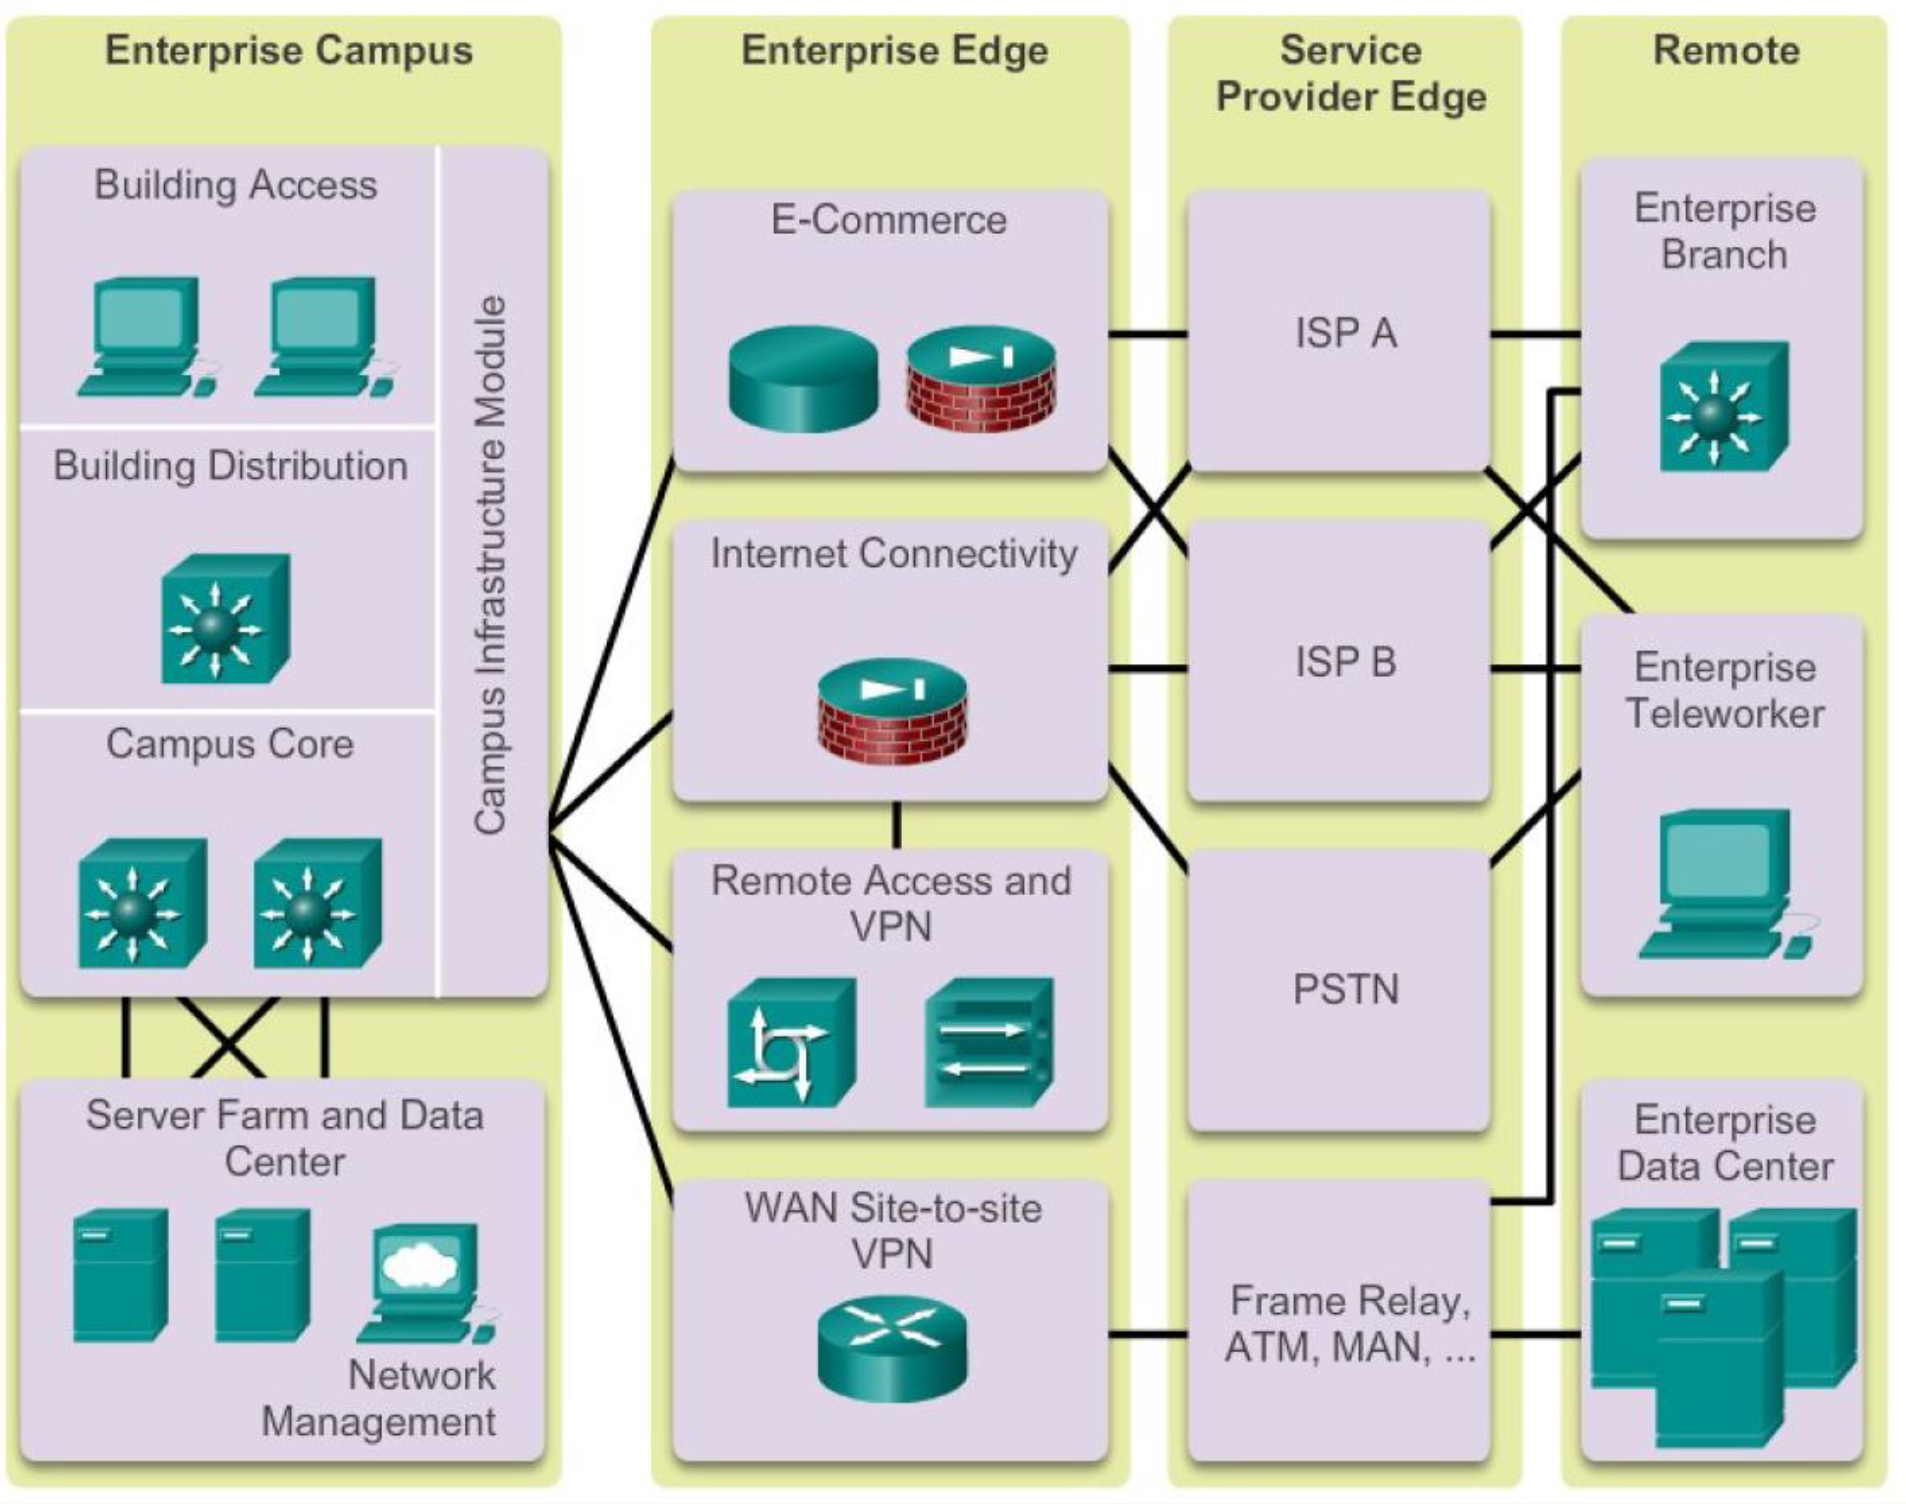 Enterprise Campus
Building Access
Building Distribution
Campus Core
Campus Infrastructure Module
Server Farm and Data
Center
Network
Management
Enterprise Edge
E-Commerce
Internet Connectivity
Remote Access and
VPN
WAN Site-to-site
VPN
Service
Provider Edge
ISP A
ISP B
PSTN
Frame Relay,
ATM, MAN, ...
Remote
Enterprise
Branch
Enterprise
Teleworker
Enterprise
Data Center